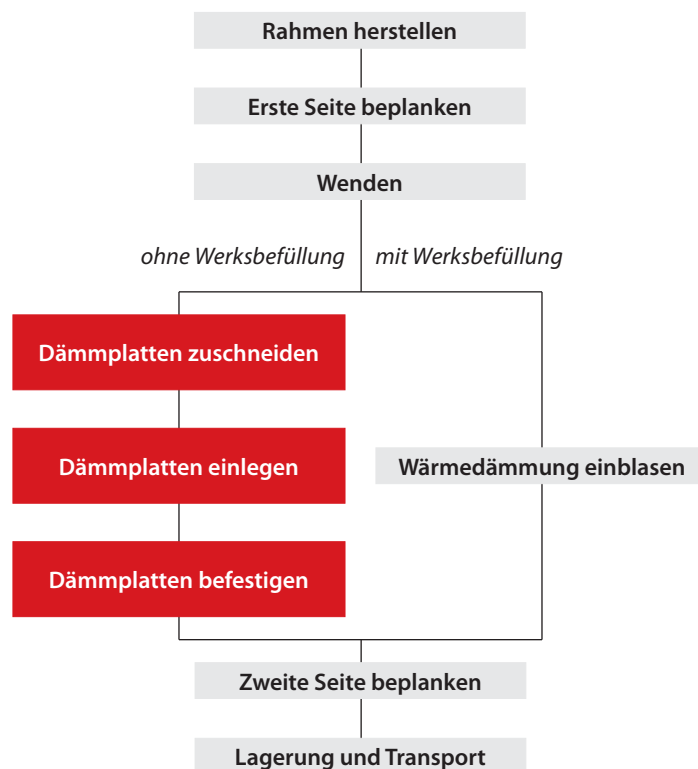 Rahmen herstellen
Erste Seite beplanken
Wenden
ohne Werksbefüllung
mit Werksbefüllung
Dämmplatten zuschneiden
Dämmplatten einlegen
Wärmedämmung einblasen
Dämmplatten befestigen
Zweite Seite beplanken
Lagerung und Transport